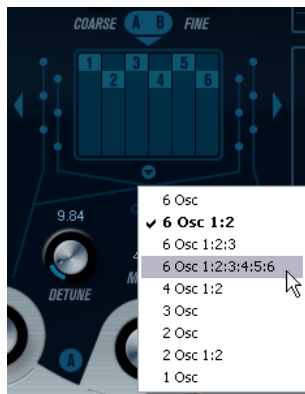 COARSE A B FINE
1 3 5
2 4 6
9.84
DETUNE
A
6 Osc
✓ 6 Osc 1:2
6 Osc 1:2:3
6 Osc 1:2:3:4:5:6
4 Osc 1:2
3 Osc
2 Osc
2 Osc 1:2
1 Osc